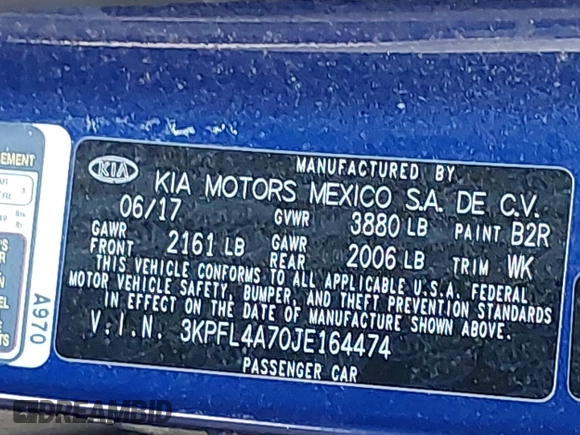 EMENT
KIA
MANUFACTURED BY
KIA MOTORS MEXICO S.A. DE C.V.
06/17 GVWR 3880 LB PAINT B2R
GAWR FRONT 2161 LB GAWR REAR 2006 LB TRIM WK
THIS VEHICLE CONFORMS TO ALL APPLICABLE U.S.A. FEDERAL
MOTOR VEHICLE SAFETY, BUMPER, AND THEFT PREVENTION STANDARDS
IN EFFECT ON THE DATE OF MANUFACTURE SHOWN ABOVE.
V.I.N. 3KPFL4A70JE164474
PASSENGER CAR
A970
DREAMBID